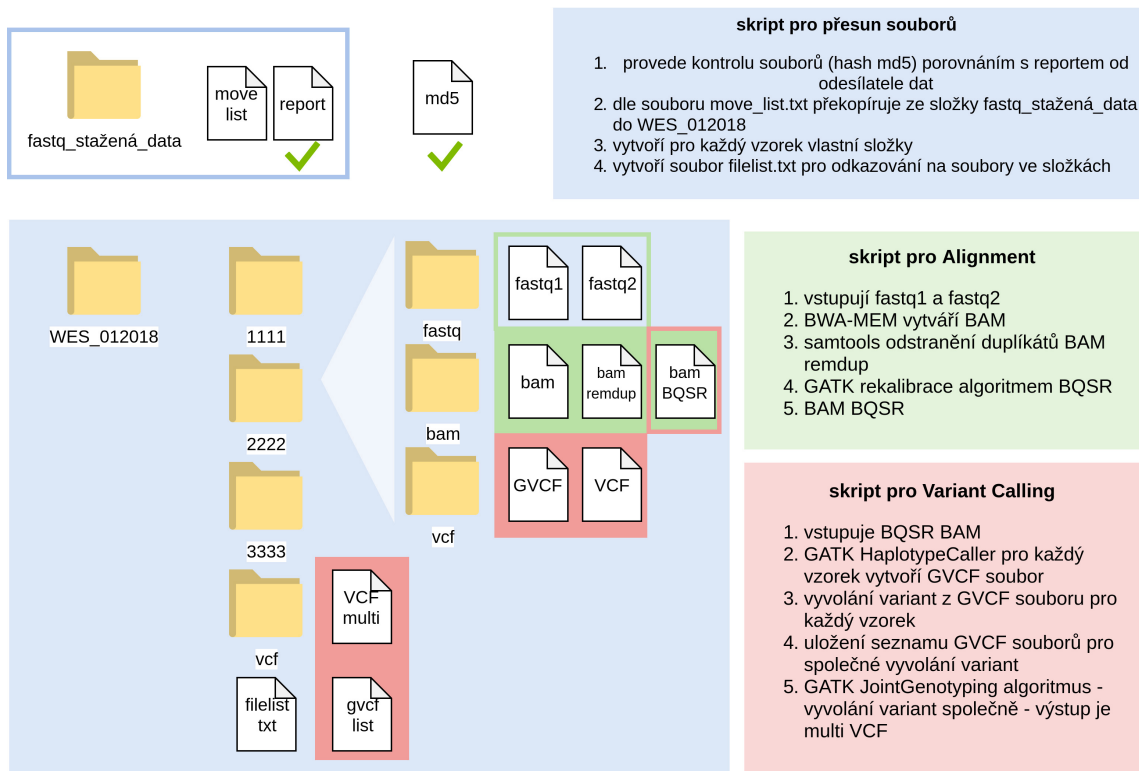 skript pro přesun souborů
1. provede kontrolu souborů (hash md5) porovnáním s reportem od
odesílatele dat
2. dle souboru move_list.txt překopíruje ze složky fastq_stažená_data
do WES_012018
3. vytvoří pro každý vzorek vlastní složky
4. vytvoří soubor filelist.txt pro odkazování na soubory ve složkách
fastq_stažená_data
move
list
report
md5
WES_012018
1111
2222
3333
vcf
filelist
txt
VCF
multi
gvcf
list
fastq
bam
vcf
fastq1
fastq2
bam
bam
remdup
bam
BQSR
GVCF
VCF
skript pro Alignment
1. vstupují fastq1 a fastq2
2. BWA-MEM vytváří BAM
3. samtools odstranění duplíkátů BAM
remdup
4. GATK rekalibrace algoritmem BQSR
5. BAM BQSR
skript pro Variant Calling
1. vstupuje BQSR BAM
2. GATK HaplotypeCaller pro každý
vzorek vytvoří GVCF soubor
3. vyvolání variant z GVCF souboru pro
každý vzorek
4. uložení seznamu GVCF souborů pro
společné vyvolání variant
5. GATK JointGenotyping algoritmus -
vyvolání variant společně - výstup je
multi VCF